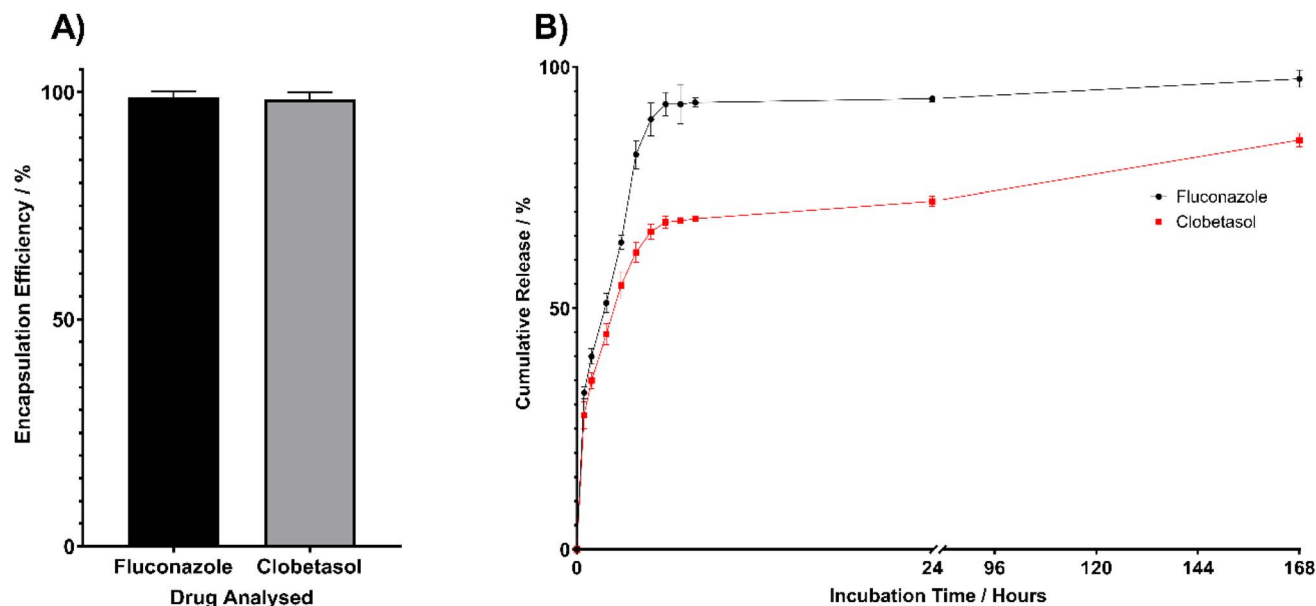 A)
Encapsulation Efficiency / %
100
50
0
Fluconazole Clobetasol
Drug Analysed
B)
Cumulative Release / %
100
50
0
Fluconazole
Clobetasol
0 24 96 120 144 168
Incubation Time / Hours